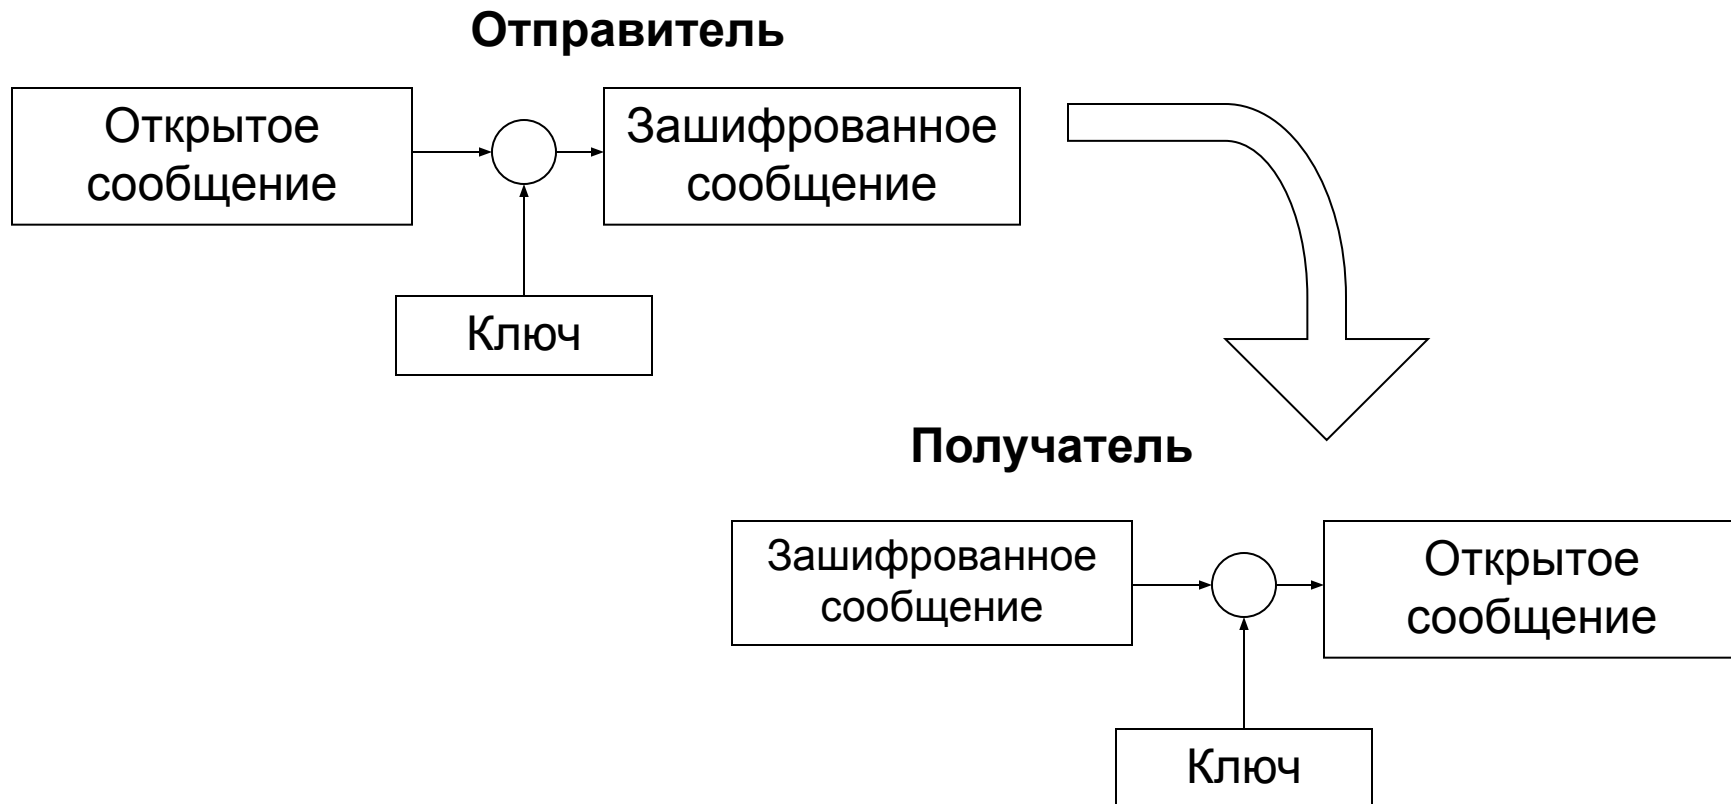 Отправитель
Открытое
сообщение
Зашифрованное
сообщение
Ключ
Получатель
Зашифрованное
сообщение
Открытое
сообщение
Ключ